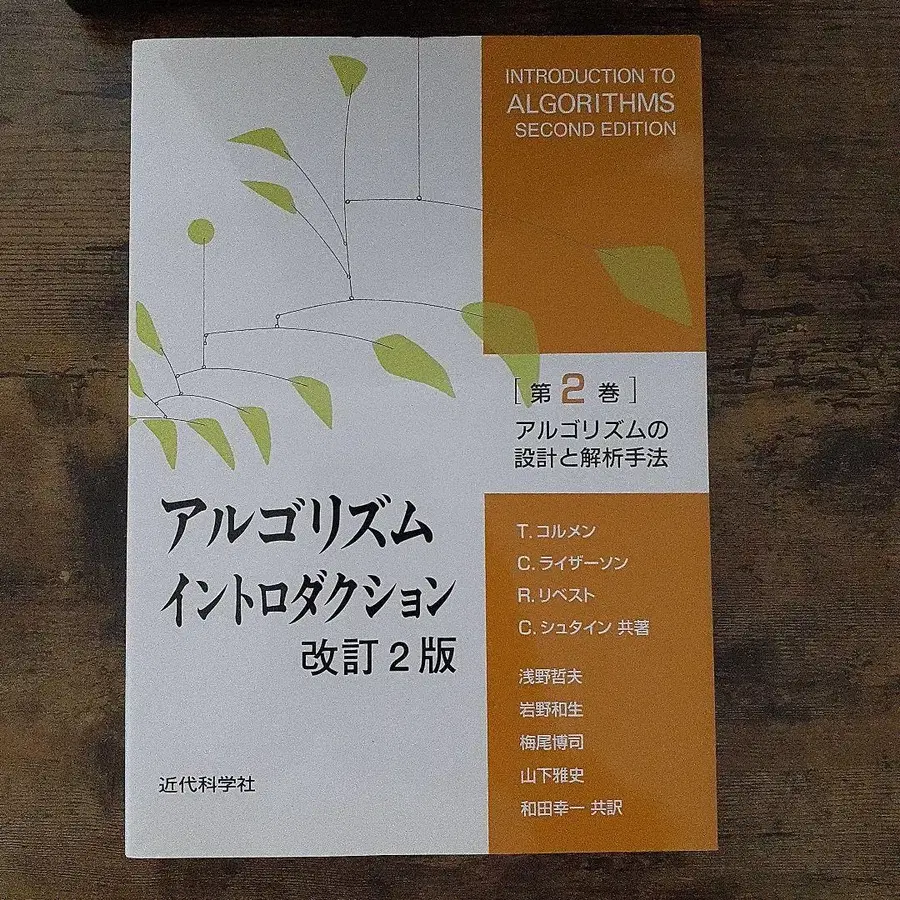 INTRODUCTION TO
ALGORITHMS
SECOND EDITION
[第2巻]
アルゴリズムの
設計と解析手法
アルゴリズム
イントロダクション
改訂2版
T. コルメン
C. ライザーソン
R. リベスト
C. シュタイン 共著
浅野哲夫
岩野和生
梅尾博司
山下雅史
和田幸一 共訳
近代科学社